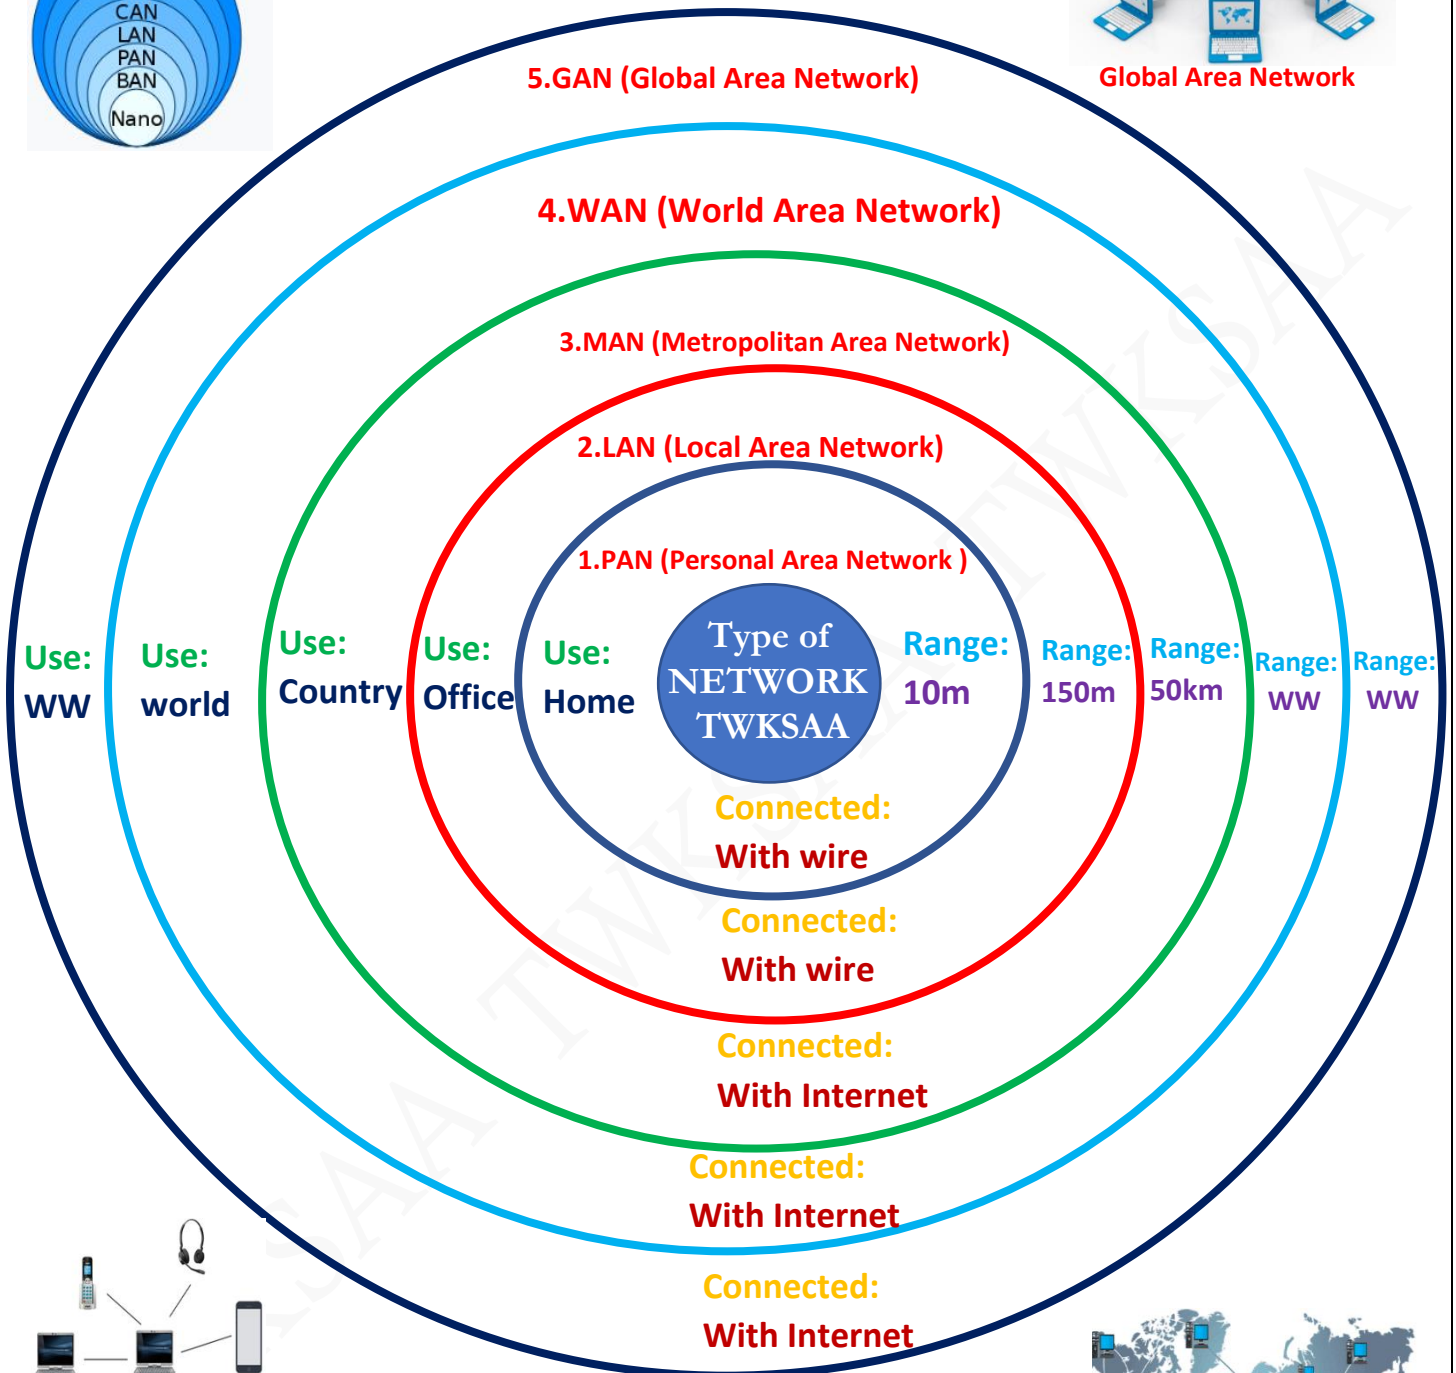 CAN
LAN
PAN
BAN
Nano
Global Area Network
5.GAN (Global Area Network)
4.WAN (World Area Network)
3.MAN (Metropolitan Area Network)
2.LAN (Local Area Network)
1.PAN (Personal Area Network )
Type of
NETWORK
TWKSAA
Use:
WW
Use:
world
Use:
Country
Use:
Office
Use:
Home
Range:
10m
Range:
150m
Range:
50km
Range:
WW
Range:
WW
Connected:
With wire
Connected:
With wire
Connected:
With Internet
Connected:
With Internet
Connected:
With Internet
TWKSAA TWKSAA TWKSAA